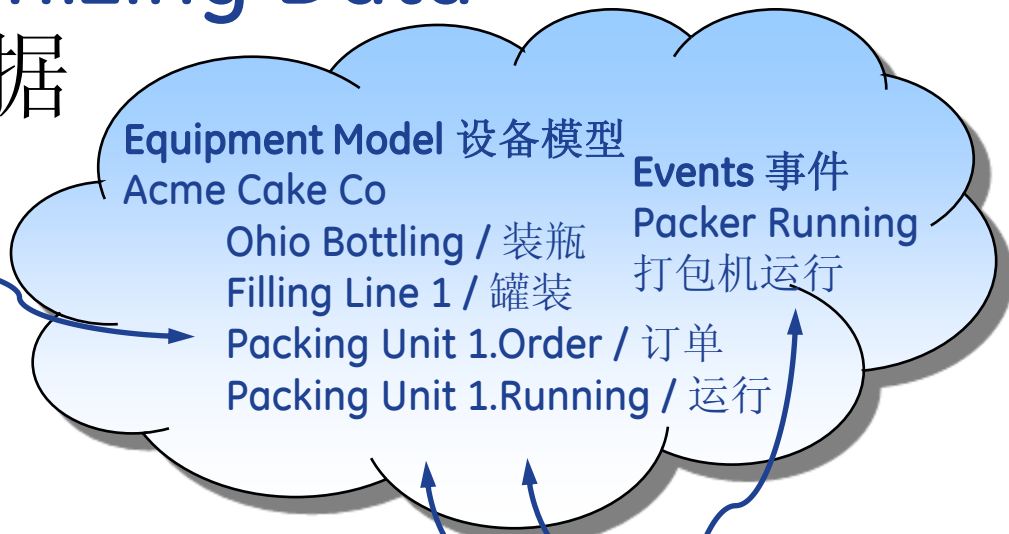 Data
据
Equipment Model 设备模型
Acme Cake Co
Ohio Bottling / 装瓶
Filling Line 1 / 罐装
Packing Unit 1.Order / 订单
Packing Unit 1.Running / 运行
Events 事件
Packer Running
打包机运行